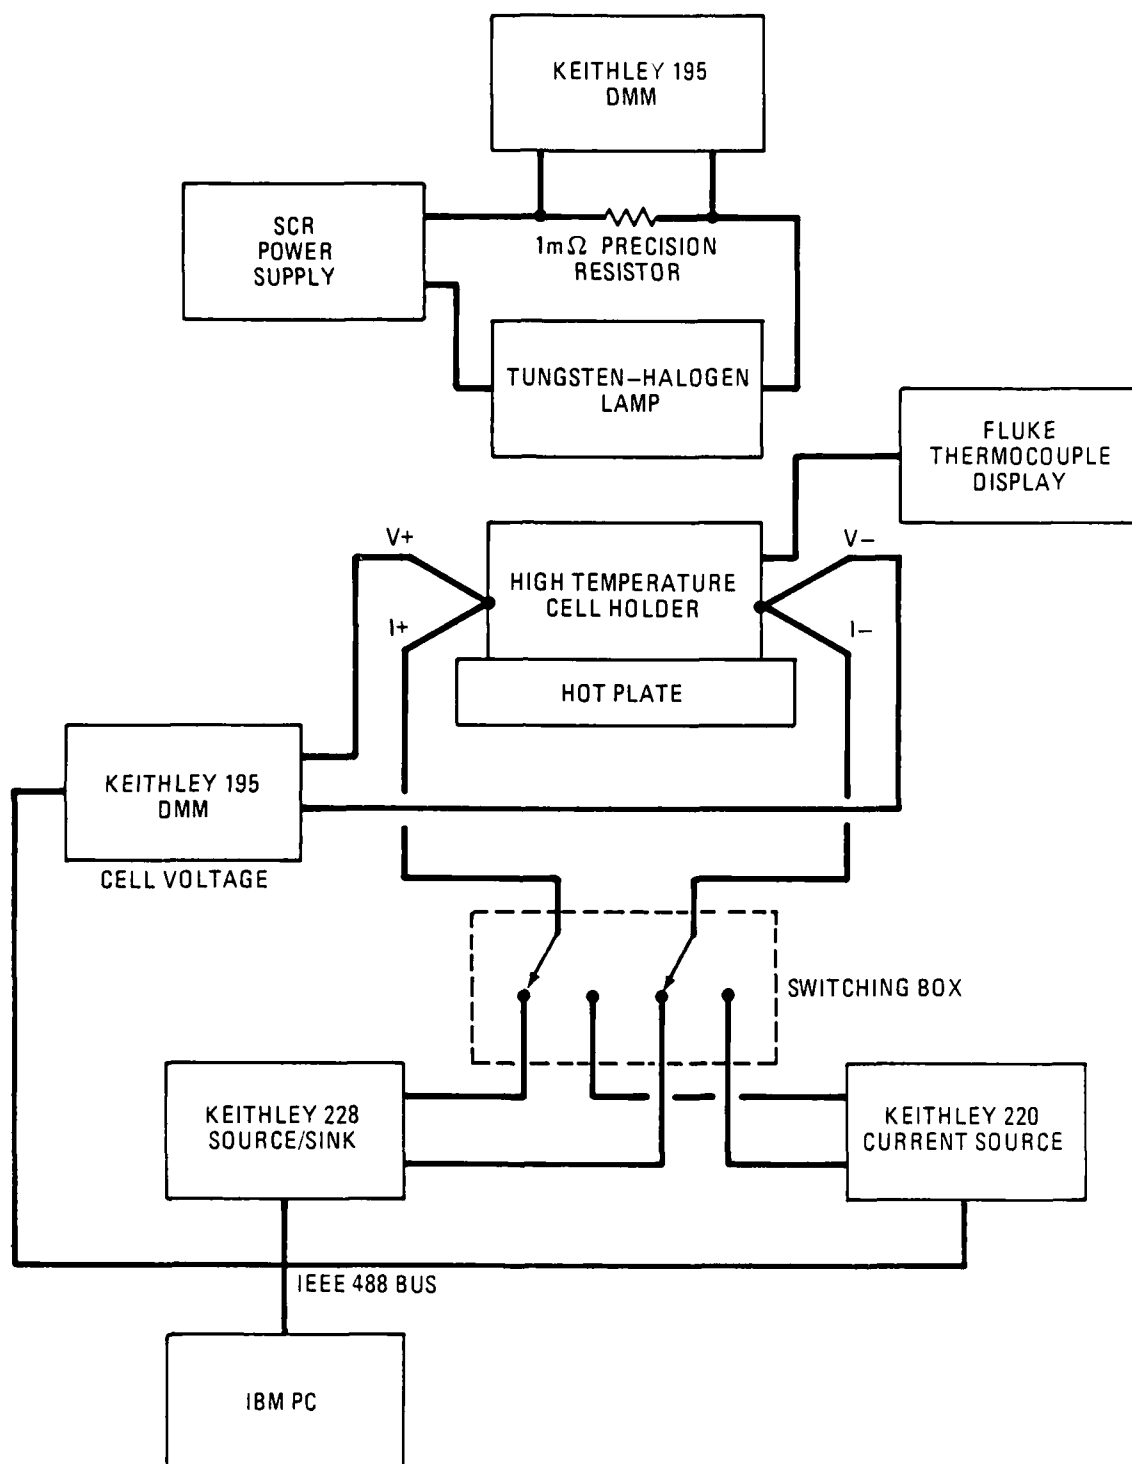 KEITHLEY 195
DMM
SCR
POWER
SUPPLY
1mΩ PRECISION
RESISTOR
TUNGSTEN–HALOGEN
LAMP
FLUKE
THERMOCOUPLE
DISPLAY
V+
V–
HIGH TEMPERATURE
CELL HOLDER
I+
I–
HOT PLATE
KEITHLEY 195
DMM
CELL VOLTAGE
SWITCHING BOX
KEITHLEY 228
SOURCE/SINK
KEITHLEY 220
CURRENT SOURCE
IEEE 488 BUS
IBM PC